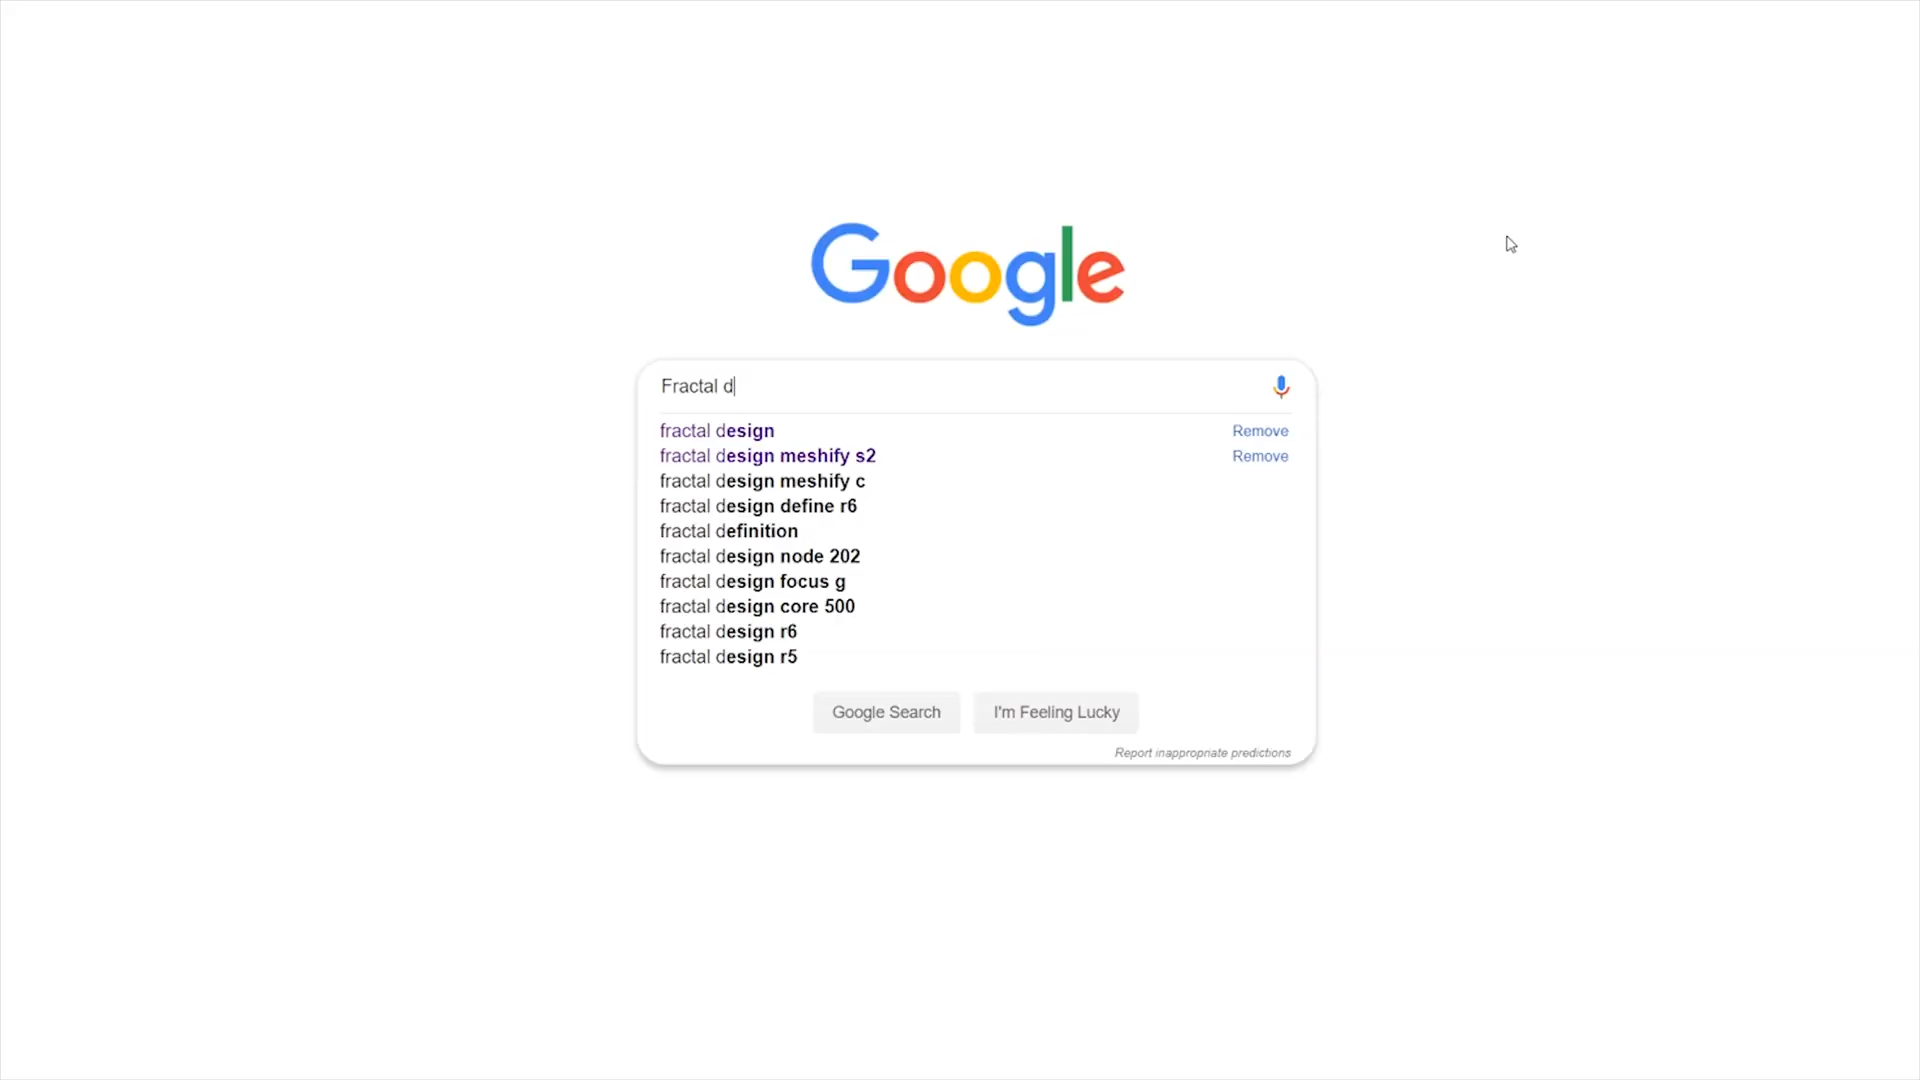 Google
Fractal d
fractal design Remove
fractal design meshify s2 Remove
fractal design meshify c
fractal design define r6
fractal definition
fractal design node 202
fractal design focus g
fractal design core 500
fractal design r6
fractal design r5
Google Search I'm Feeling Lucky
Report inappropriate predictions